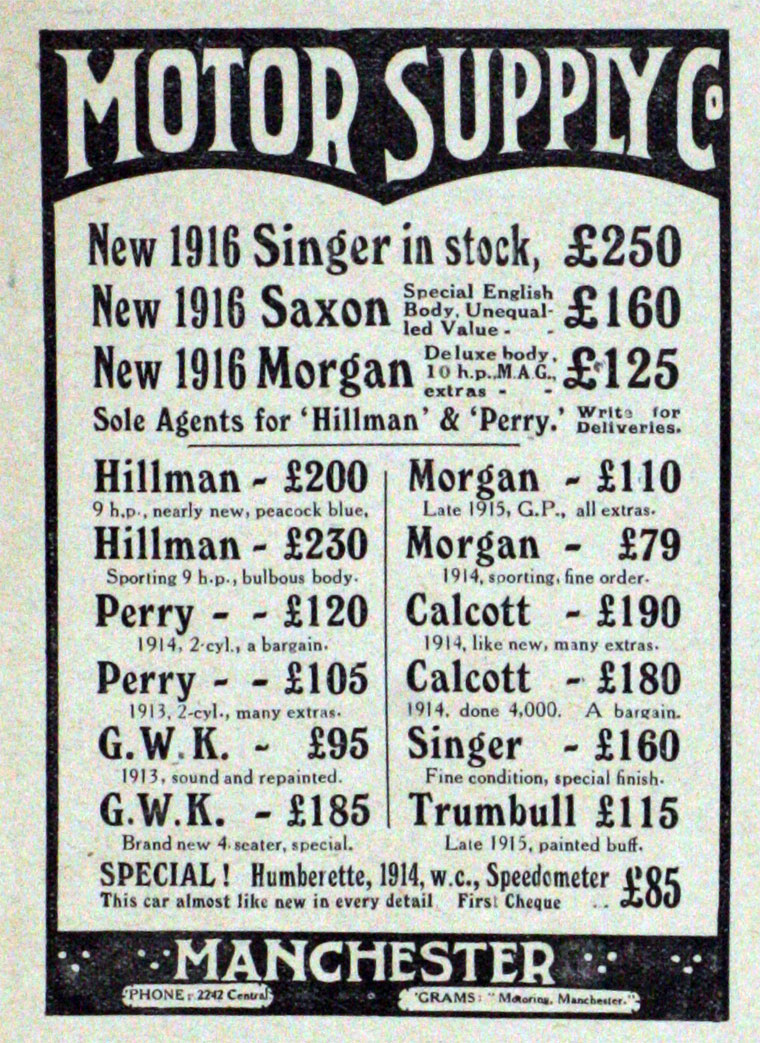 MOTOR SUPPLY Co
New 1916 Singer in stock, £250
New 1916 Saxon Special English Body, Unequal-led Value - - £160
New 1916 Morgan De luxe body, 10 h.p., M.A.G., extras - - £125
Sole Agents for 'Hillman' & 'Perry.' Write for Deliveries.
Hillman - £200
9 h.p., nearly new, peacock blue.
Hillman - £230
Sporting 9 h.p., bulbous body.
Perry - - £120
1914, 2-cyl., a bargain.
Perry - - £105
1913, 2-cyl., many extras.
G.W.K. - £95
1913, sound and repainted.
G.W.K. - £185
Brand new 4-seater, special.
Morgan - £110
Late 1915, G.P., all extras.
Morgan - £79
1914, sporting, fine order.
Calcott - £190
1914, like new, many extras.
Calcott - £180
1914, done 4,000. A bargain.
Singer - £160
Fine condition, special finish.
Trumbull £115
Late 1915, painted buff.
SPECIAL! Humberette, 1914, w.c., Speedometer £85
This car almost like new in every detail First Cheque ..
MANCHESTER
'PHONE: 2242 Central.
'GRAMS: "Motoring, Manchester."